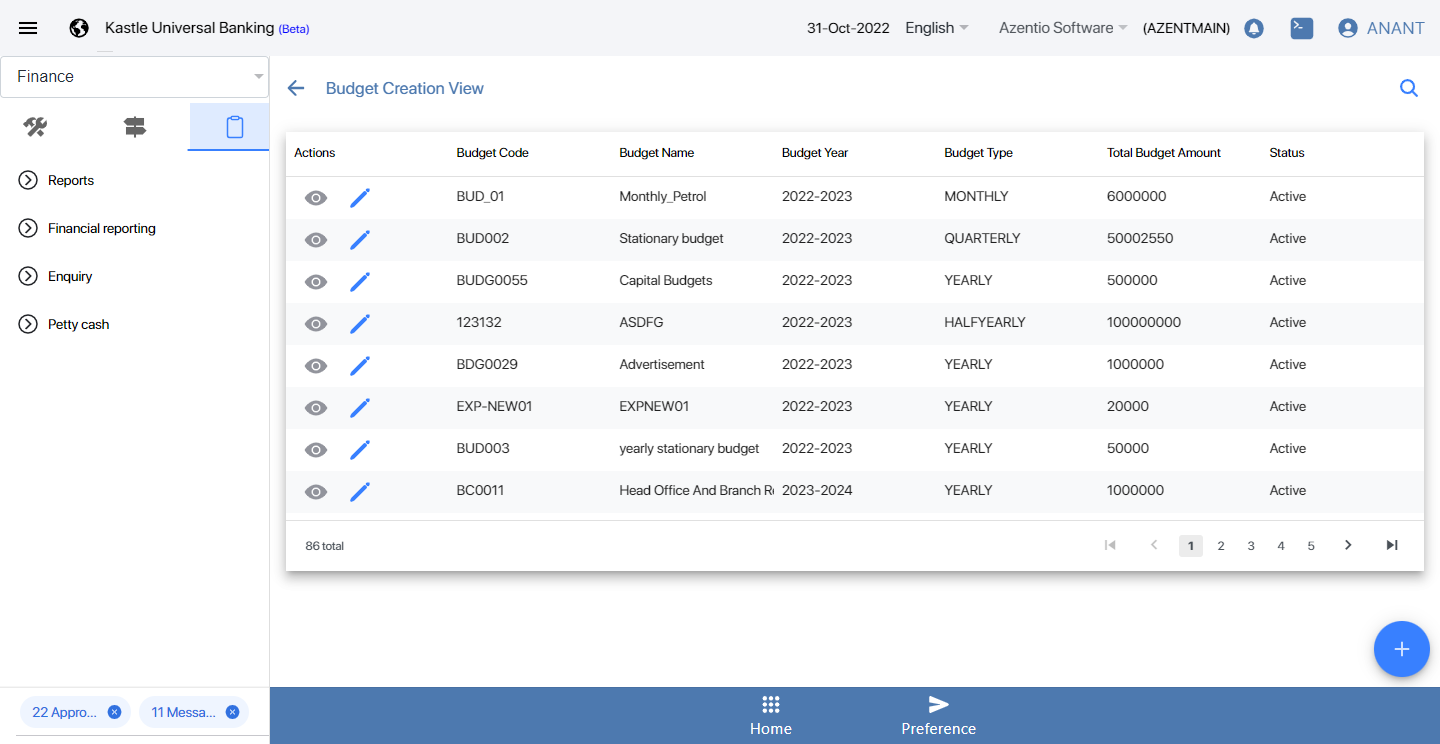 Kastle Universal Banking (Beta) 31-Oct-2022 English Azentio Software (AZENTMAIN) ANANT
Finance
Budget Creation View
Reports
Financial reporting
Enquiry
Petty cash
Actions Budget Code Budget Name Budget Year Budget Type Total Budget Amount Status
BUD_01 Monthly_Petrol 2022-2023 MONTHLY 6000000 Active
BUD002 Stationary budget 2022-2023 QUARTERLY 50002550 Active
BUDG0055 Capital Budgets 2022-2023 YEARLY 500000 Active
123132 ASDFG 2022-2023 HALFYEARLY 100000000 Active
BDG0029 Advertisement 2022-2023 YEARLY 1000000 Active
EXP-NEW01 EXPNEW01 2022-2023 YEARLY 20000 Active
BUD003 yearly stationary budget 2022-2023 YEARLY 50000 Active
BC0011 Head Office And Branch Re 2023-2024 YEARLY 1000000 Active
86 total 1 2 3 4 5
22 Appro... 11 Messa...
Home Preference